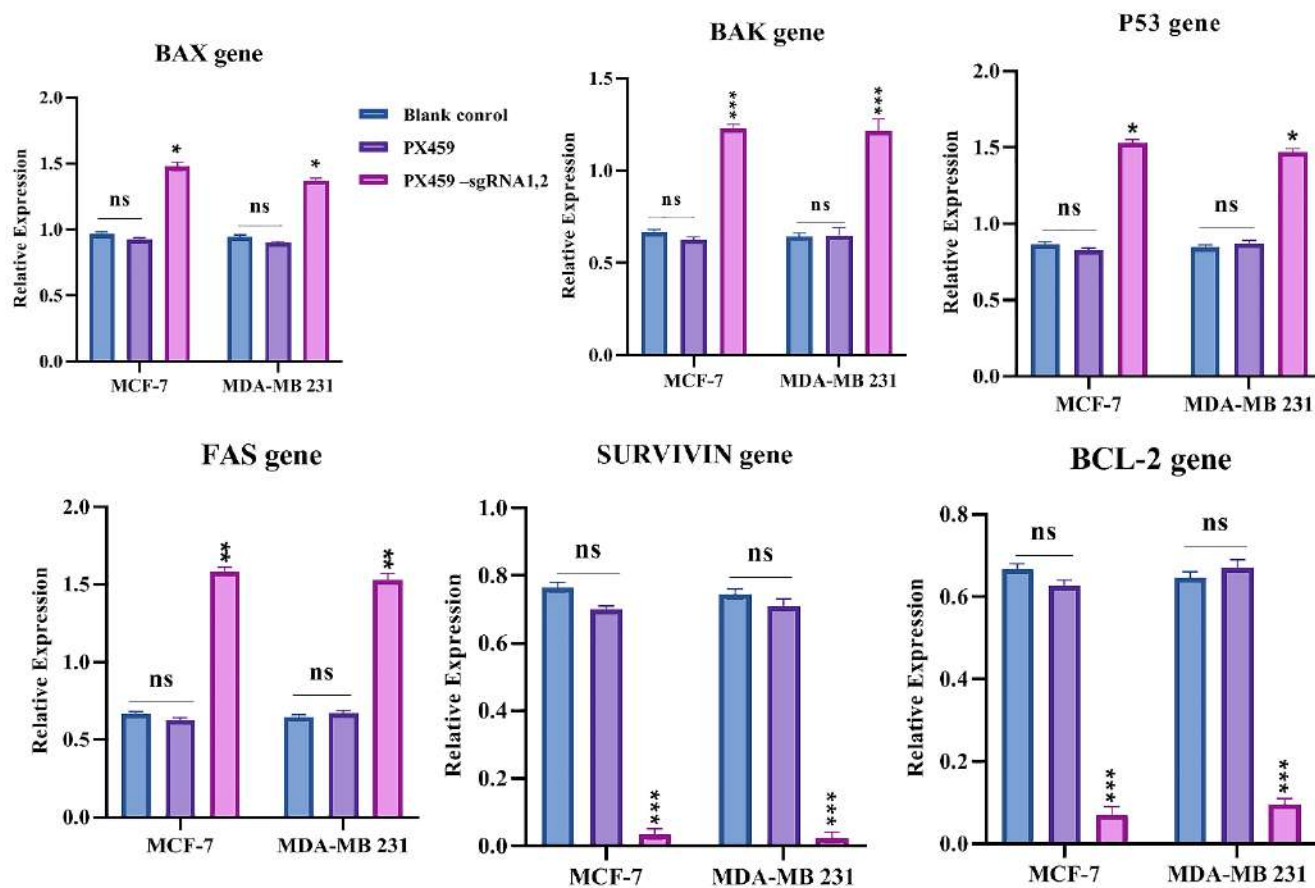 BAX gene
Relative Expression
2.0
1.5
1.0
0.5
0.0
ns
*
ns
*
MCF-7
MDA-MB 231
Blank conrol
PX459
PX459 –sgRNA1,2
BAK gene
Relative Expression
1.5
1.0
0.5
0.0
ns
***
ns
***
MCF-7
MDA-MB 231
P53 gene
Relative Expression
2.0
1.5
1.0
0.5
0.0
ns
*
ns
*
MCF-7
MDA-MB 231
FAS gene
Relative Expression
2.0
1.5
1.0
0.5
0.0
ns
**
ns
**
MCF-7
MDA-MB 231
SURVIVIN gene
Relative Expression
1.0
0.8
0.6
0.4
0.2
0.0
ns
***
ns
***
MCF-7
MDA-MB 231
BCL-2 gene
Relative Expression
0.8
0.6
0.4
0.2
0.0
ns
***
ns
***
MCF-7
MDA-MB 231